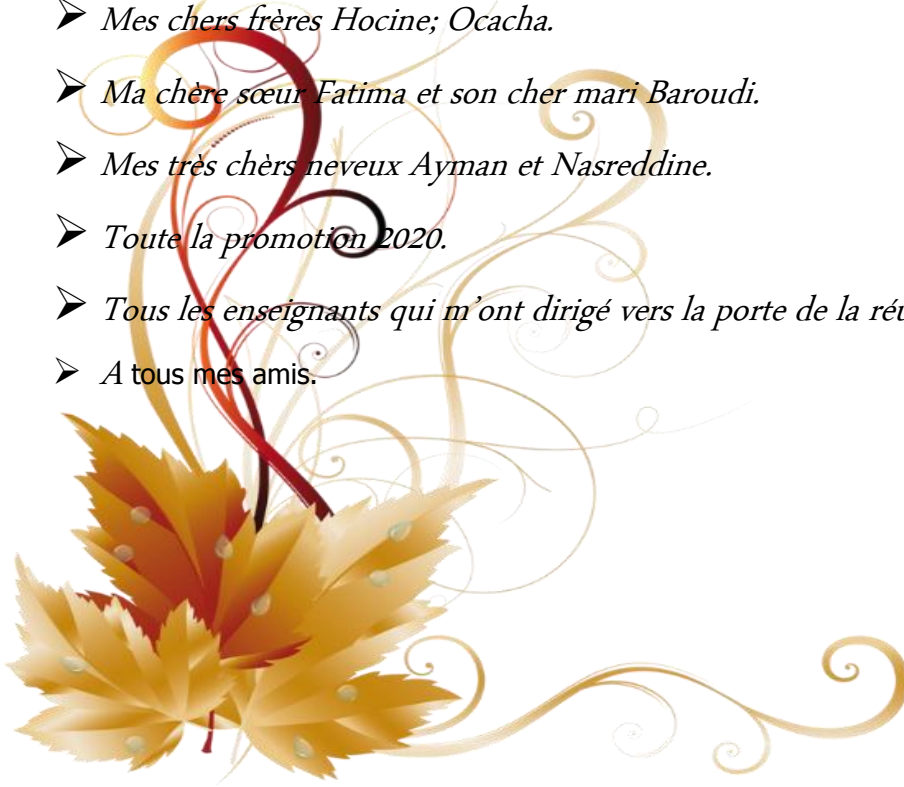 ➢ Mes chers frères Hocine; Ocacha.
➢ Ma chère sœur Fatima et son cher mari Baroudi.
➢ Mes très chèrs neveux Ayman et Nasreddine.
➢ Toute la promotion 2020.
➢ Tous les enseignants qui m'ont dirigé vers la porte de la
➢ A tous mes amis.